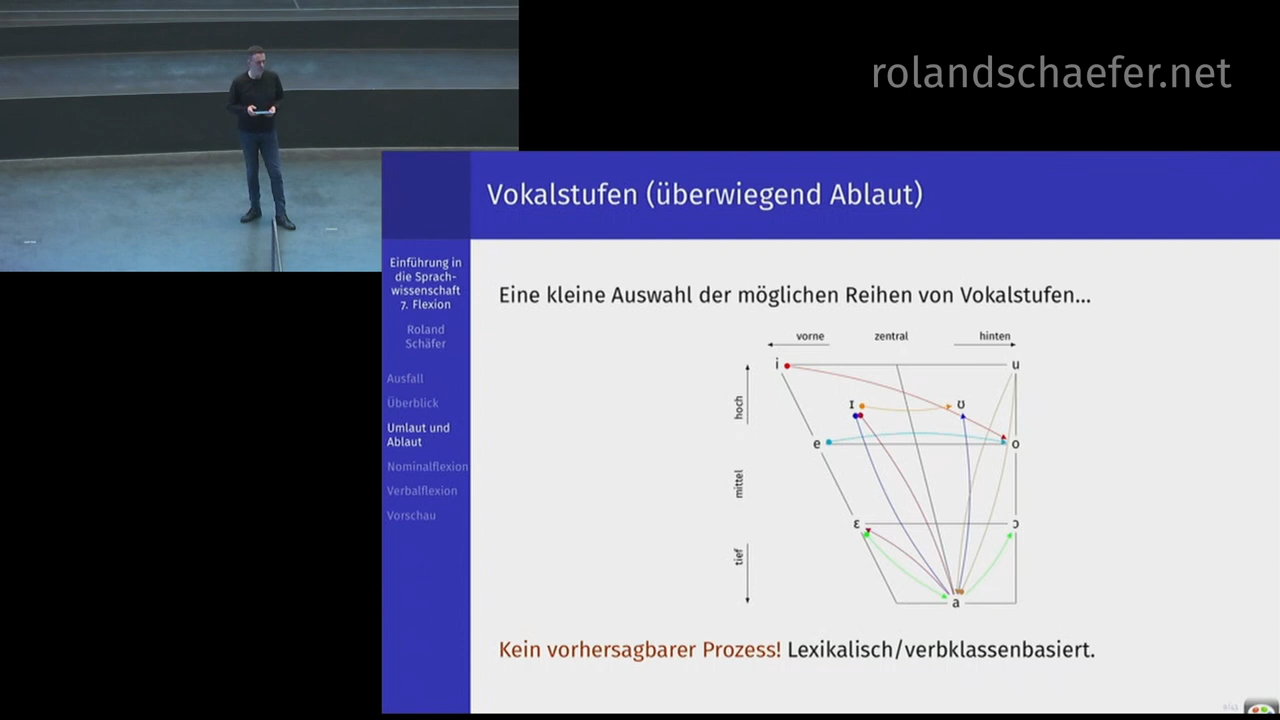 rolandschaefer.net
Vokalstufen (überwiegend Ablaut)
Einführung in
die Sprach-
wissenschaft
7. Flexion
Roland
Schäfer
Ausfall
Überblick
Umlaut und
Ablaut
Nominalflexion
Verbalflexion
Vorschau
Eine kleine Auswahl der möglichen Reihen von Vokalstufen...
vorne zentral hinten
hoch
mittel
tief
i u
ɪ ʊ
e o
ɛ ɔ
a
Kein vorhersagbarer Prozess! Lexikalisch/verbklassenbasiert.